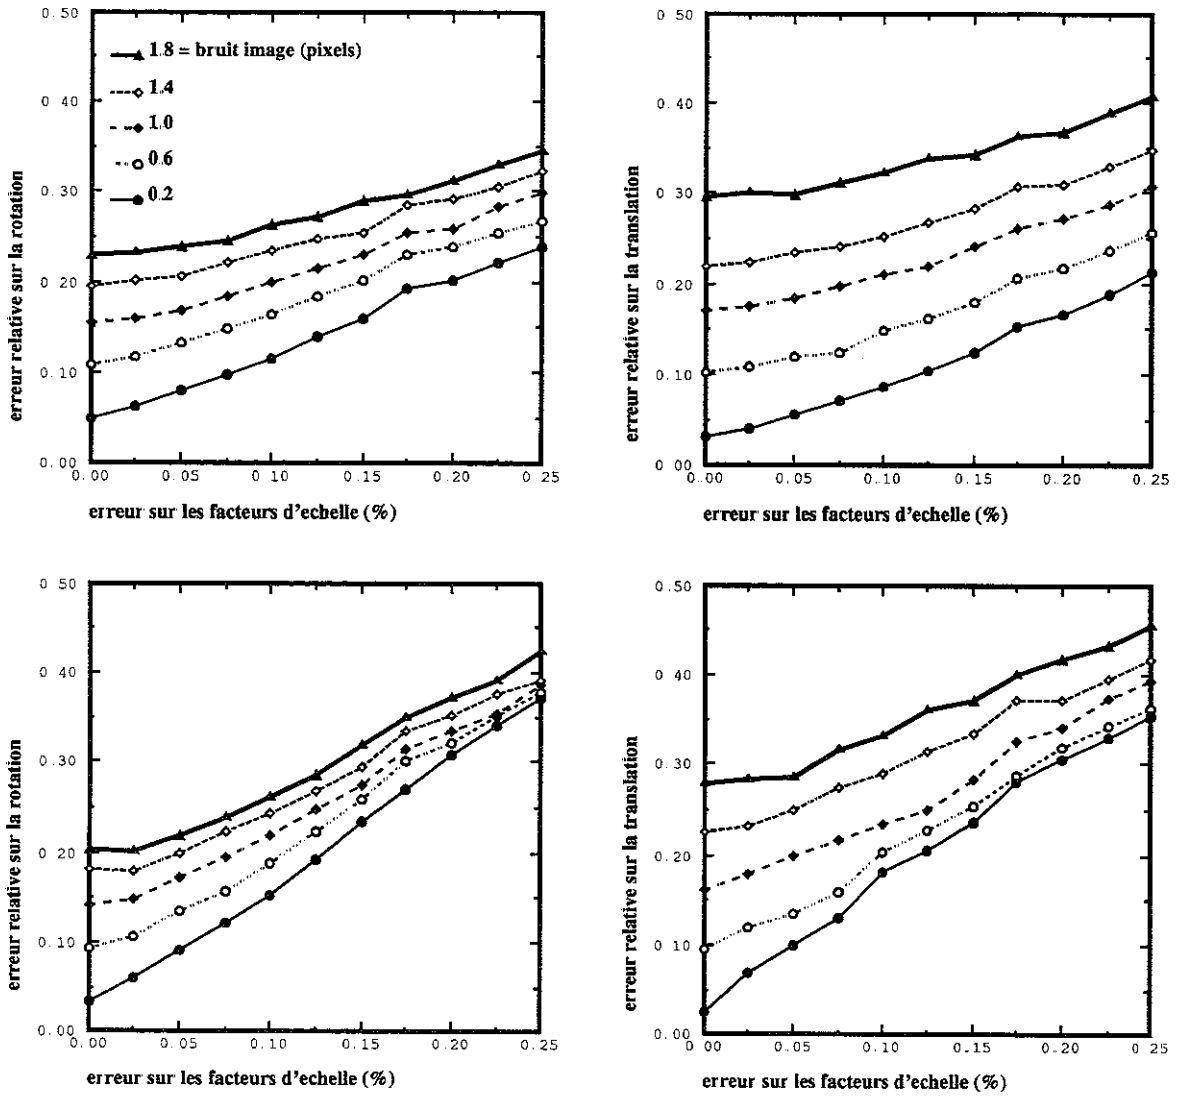 0.50
0.40
0.30
0.20
0.10
0.00
erreur relative sur la rotation
1.8 = bruit image (pixels)
1.4
1.0
0.6
0.2
0.00 0.05 0.10 0.15 0.20 0.25
erreur sur les facteurs d'echelle (%)
0.50
0.40
0.30
0.20
0.10
0.00
erreur relative sur la translation
0.00 0.05 0.10 0.15 0.20 0.25
erreur sur les facteurs d'echelle (%)
0.50
0.40
0.30
0.20
0.10
0.00
erreur relative sur la rotation
0.00 0.05 0.10 0.15 0.20 0.25
erreur sur les facteurs d'echelle (%)
0.50
0.40
0.30
0.20
0.10
0.00
erreur relative sur la translation
0.00 0.05 0.10 0.15 0.20 0.25
erreur sur les facteurs d'echelle (%)